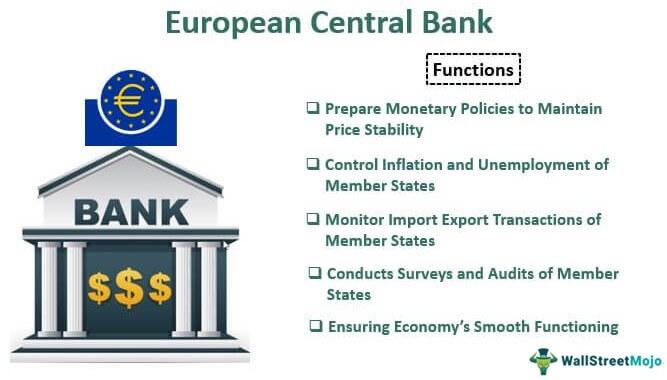 European Central Bank
Functions
Prepare Monetary Policies to Maintain
Price Stability
Control Inflation and Unemployment of
Member States
Monitor Import Export Transactions of
Member States
Conducts Surveys and Audits of Member
States
Ensuring Economy's Smooth Functioning
€
BANK
$$$
WallStreetMojo